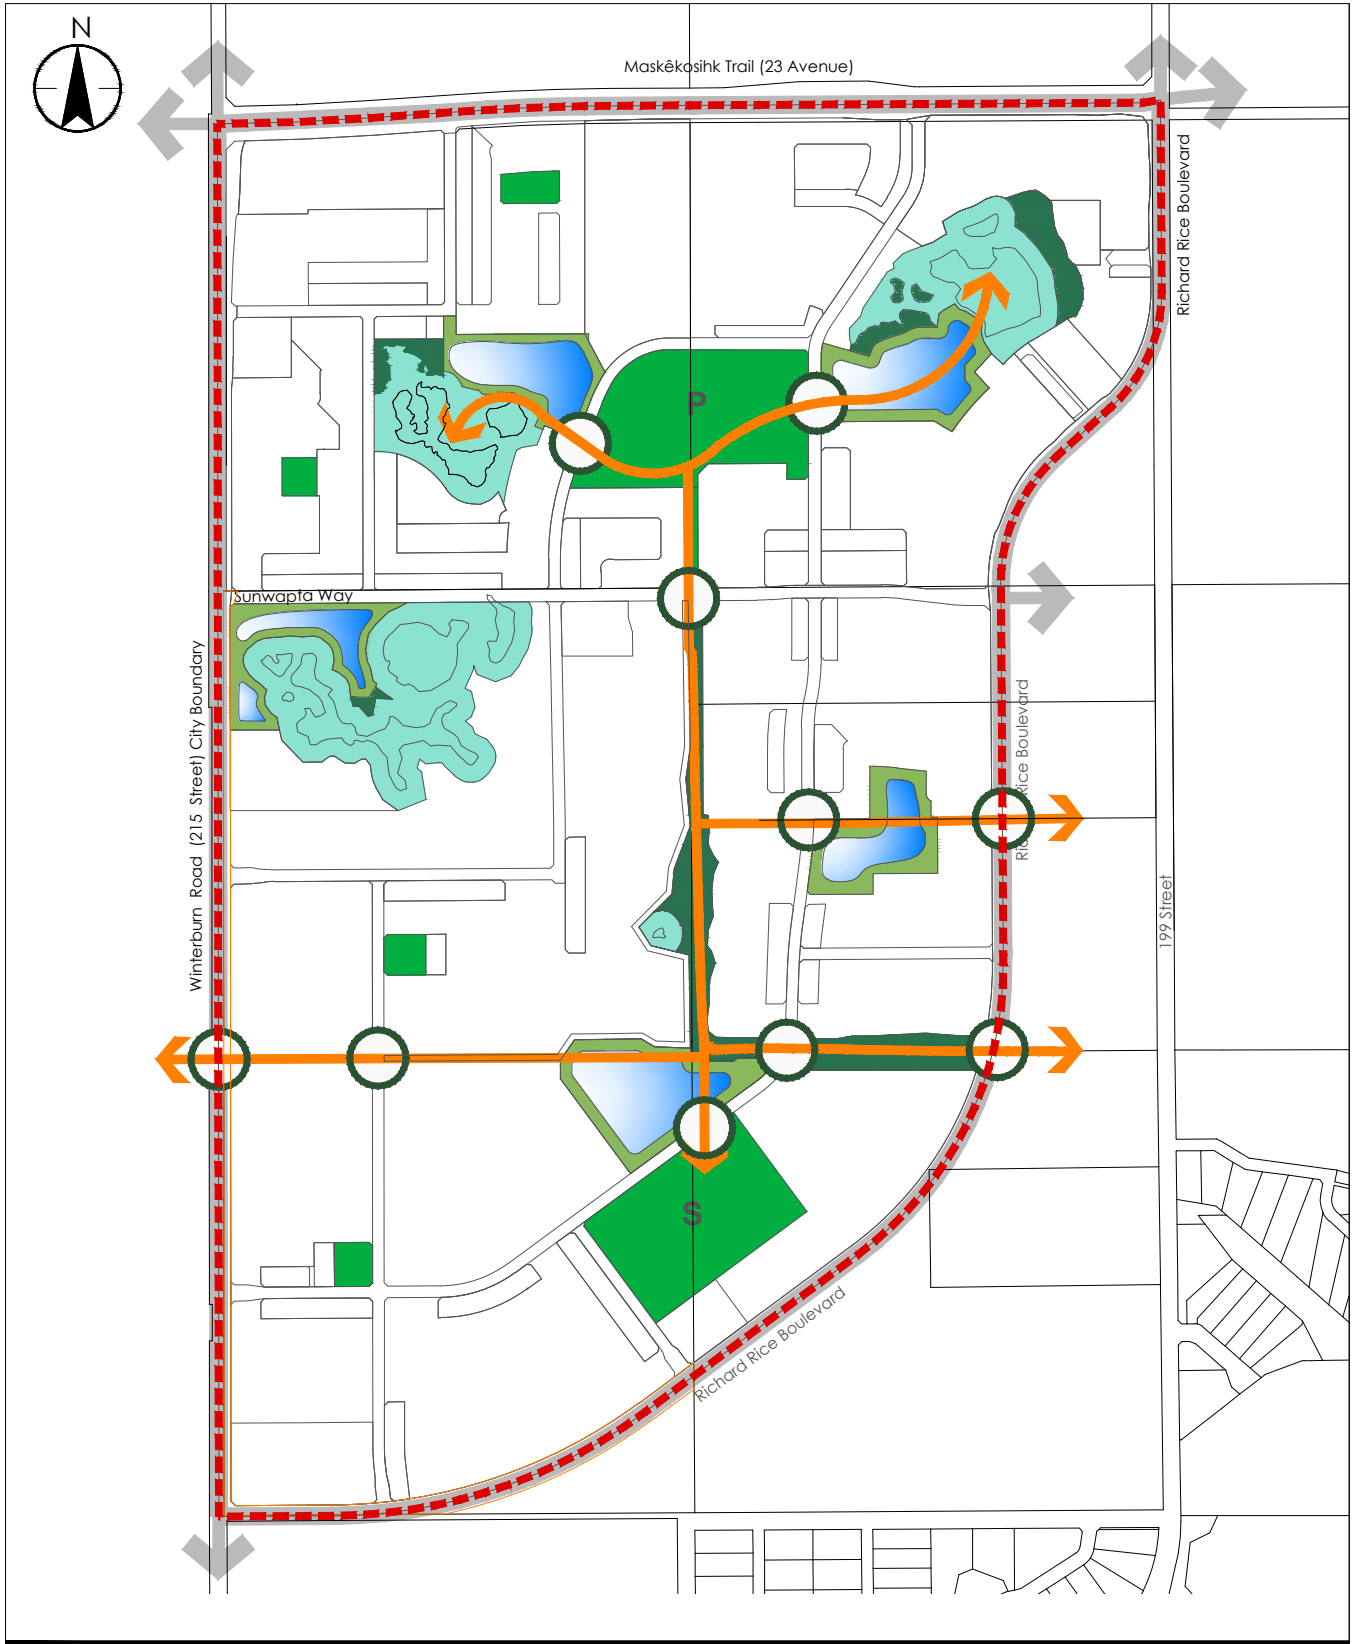 N
Maskêkosihk Trail (23 Avenue)
Richard Rice Boulevard
P
Sunwapta Way
Winterburn Road (215 Street) City Boundary
Richard Rice Boulevard
199 Street
S
Richard Rice Boulevard